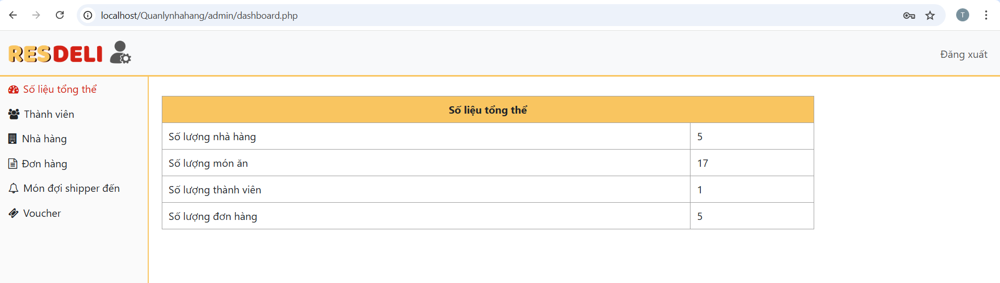 localhost/Quanlynhahang/admin/dashboard.php
T
RESDELI
Đăng xuất
Số liệu tổng thể
Thành viên
Nhà hàng
Đơn hàng
Món đợi shipper đến
Voucher
Số liệu tổng thể
Số lượng nhà hàng 5
Số lượng món ăn 17
Số lượng thành viên 1
Số lượng đơn hàng 5